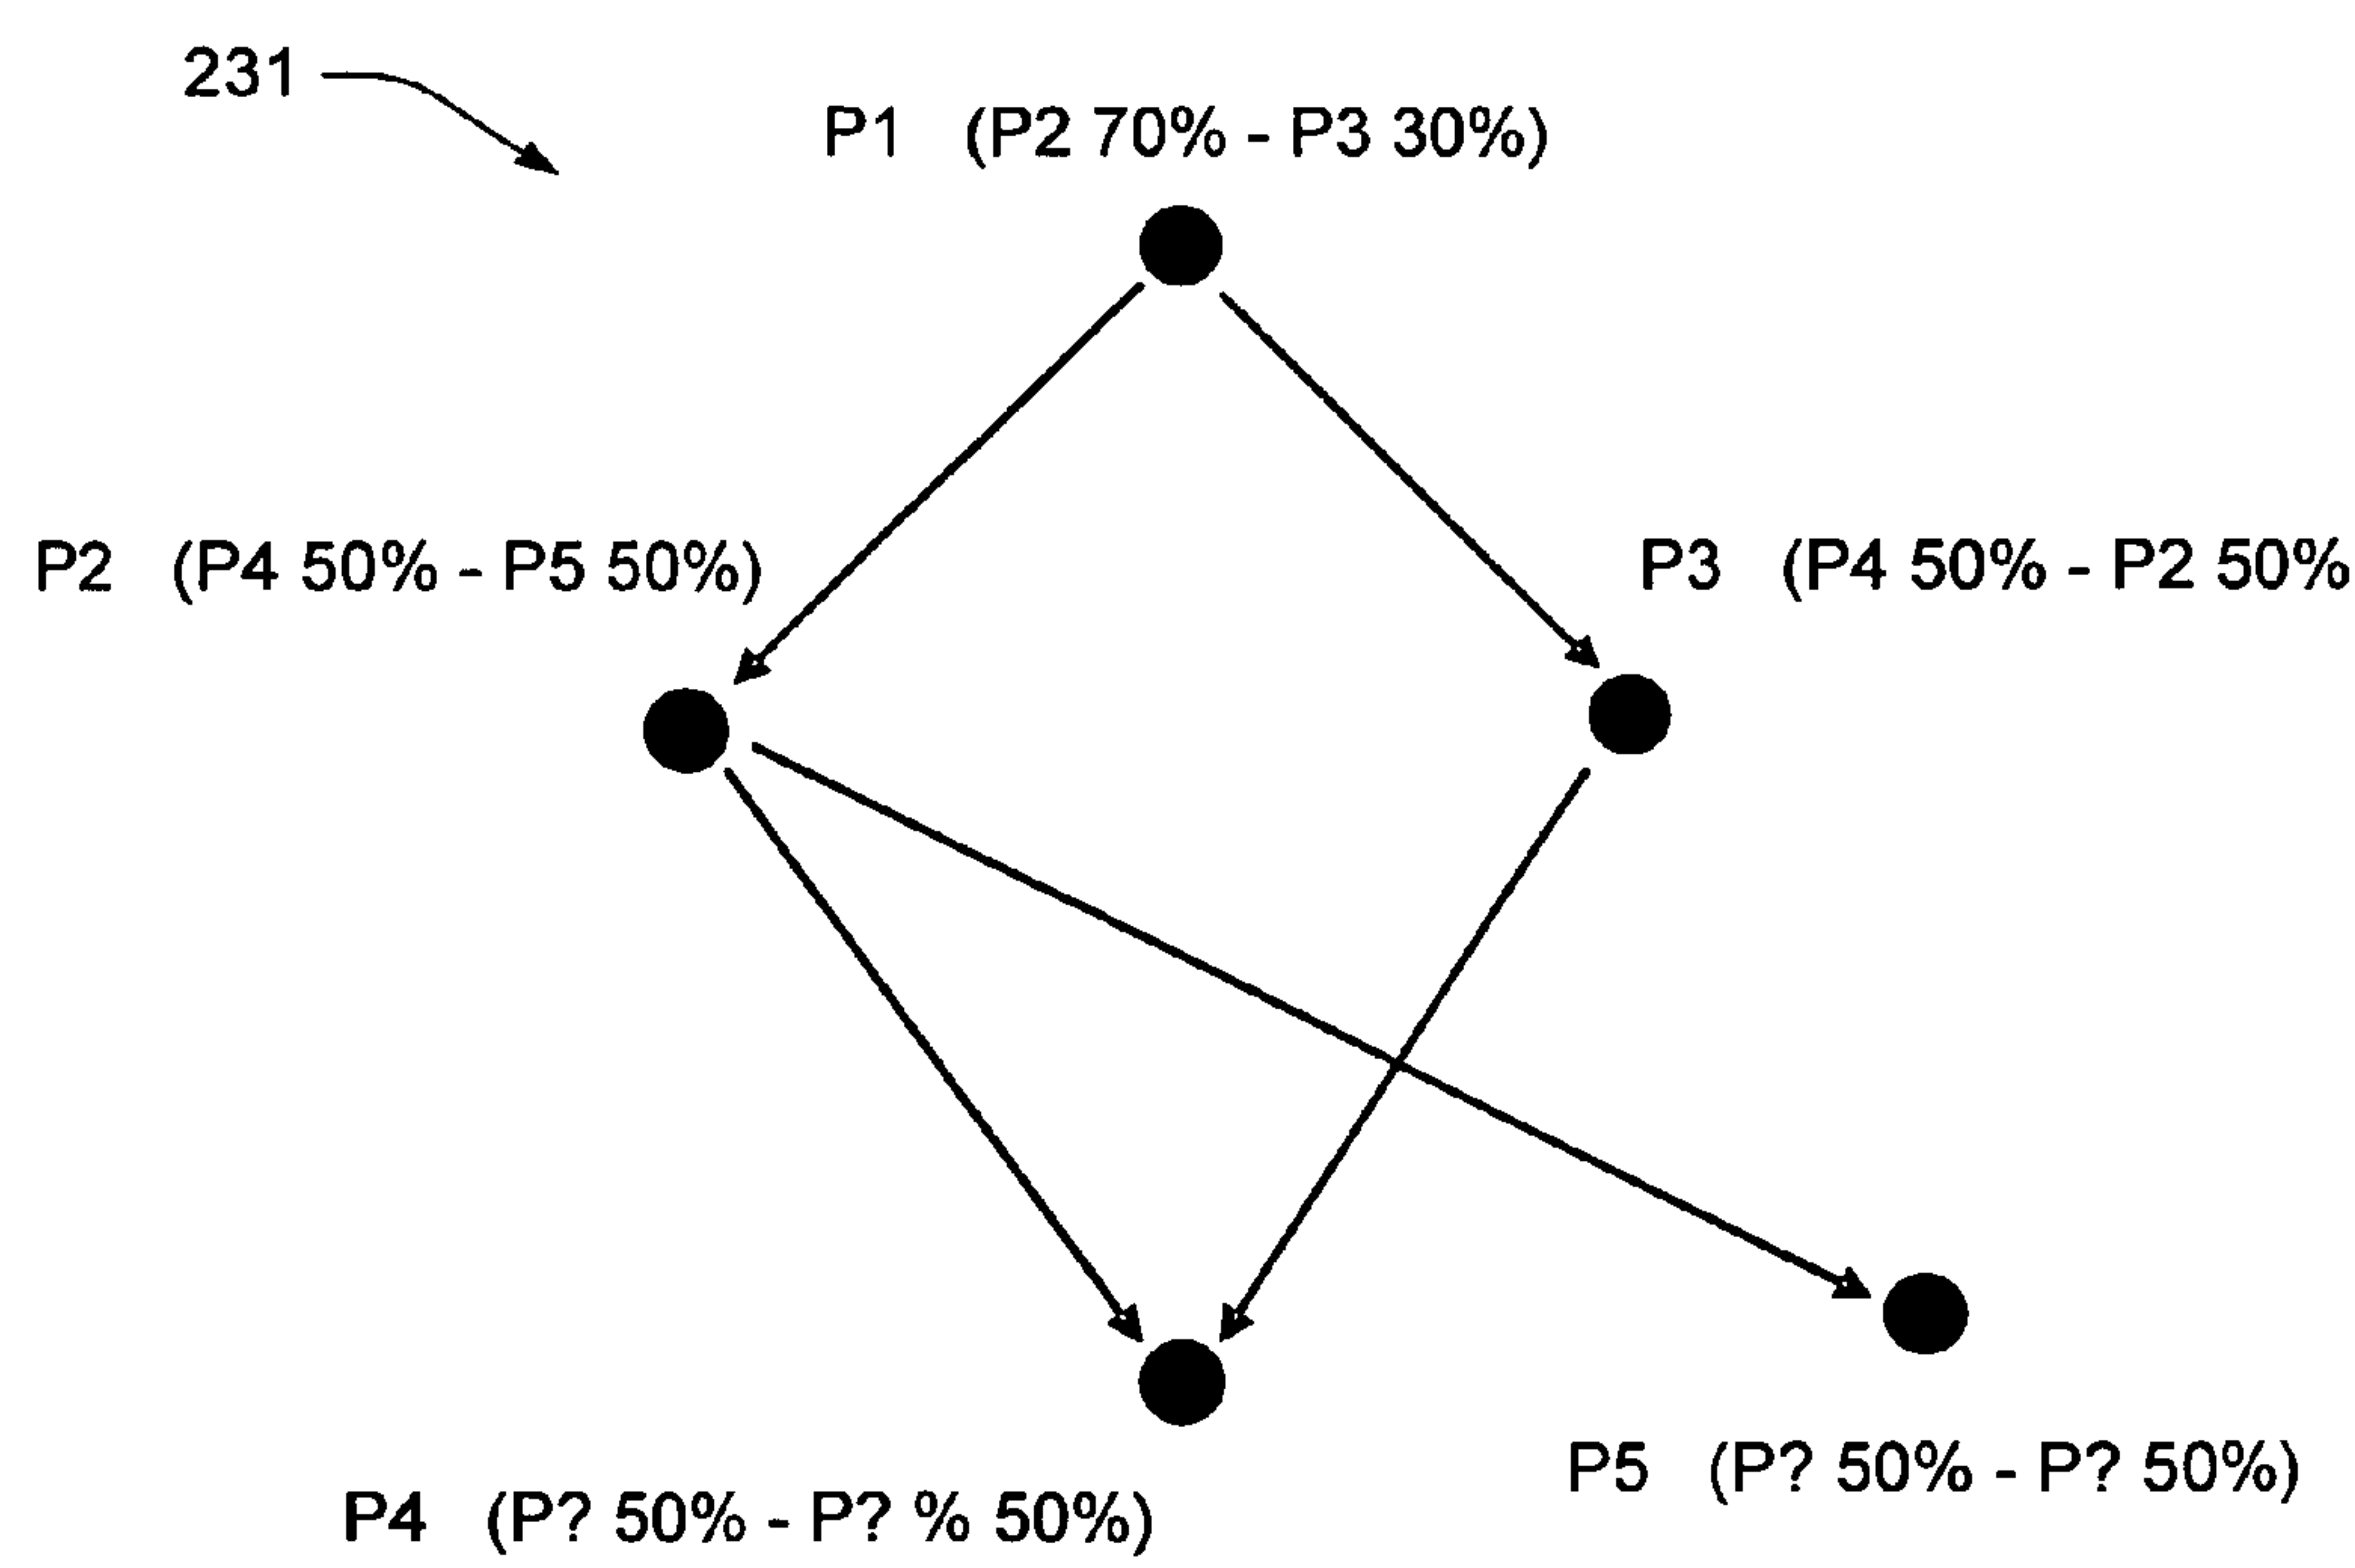 231
P1 (P2 70% - P3 30%)
P2 (P4 50% - P5 50%)
P3 (P4 50% - P2 50%
P5 (P? 50% - P? 50%)
P4 (P? 50% - P? % 50%)